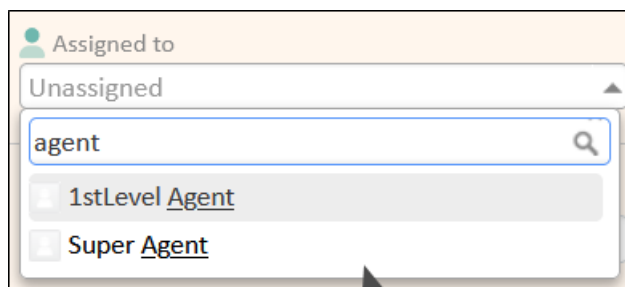 Assigned to
Unassigned
agent
1stLevel Agent
Super Agent